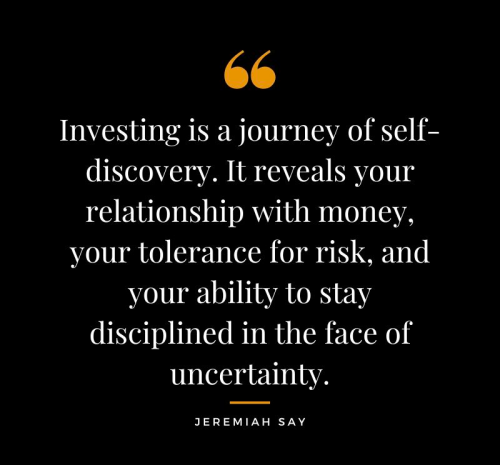 Investing is a journey of self-
discovery. It reveals your
relationship with money,
your tolerance for risk, and
your ability to stay
disciplined in the face of
uncertainty.
JEREMIAH SAY